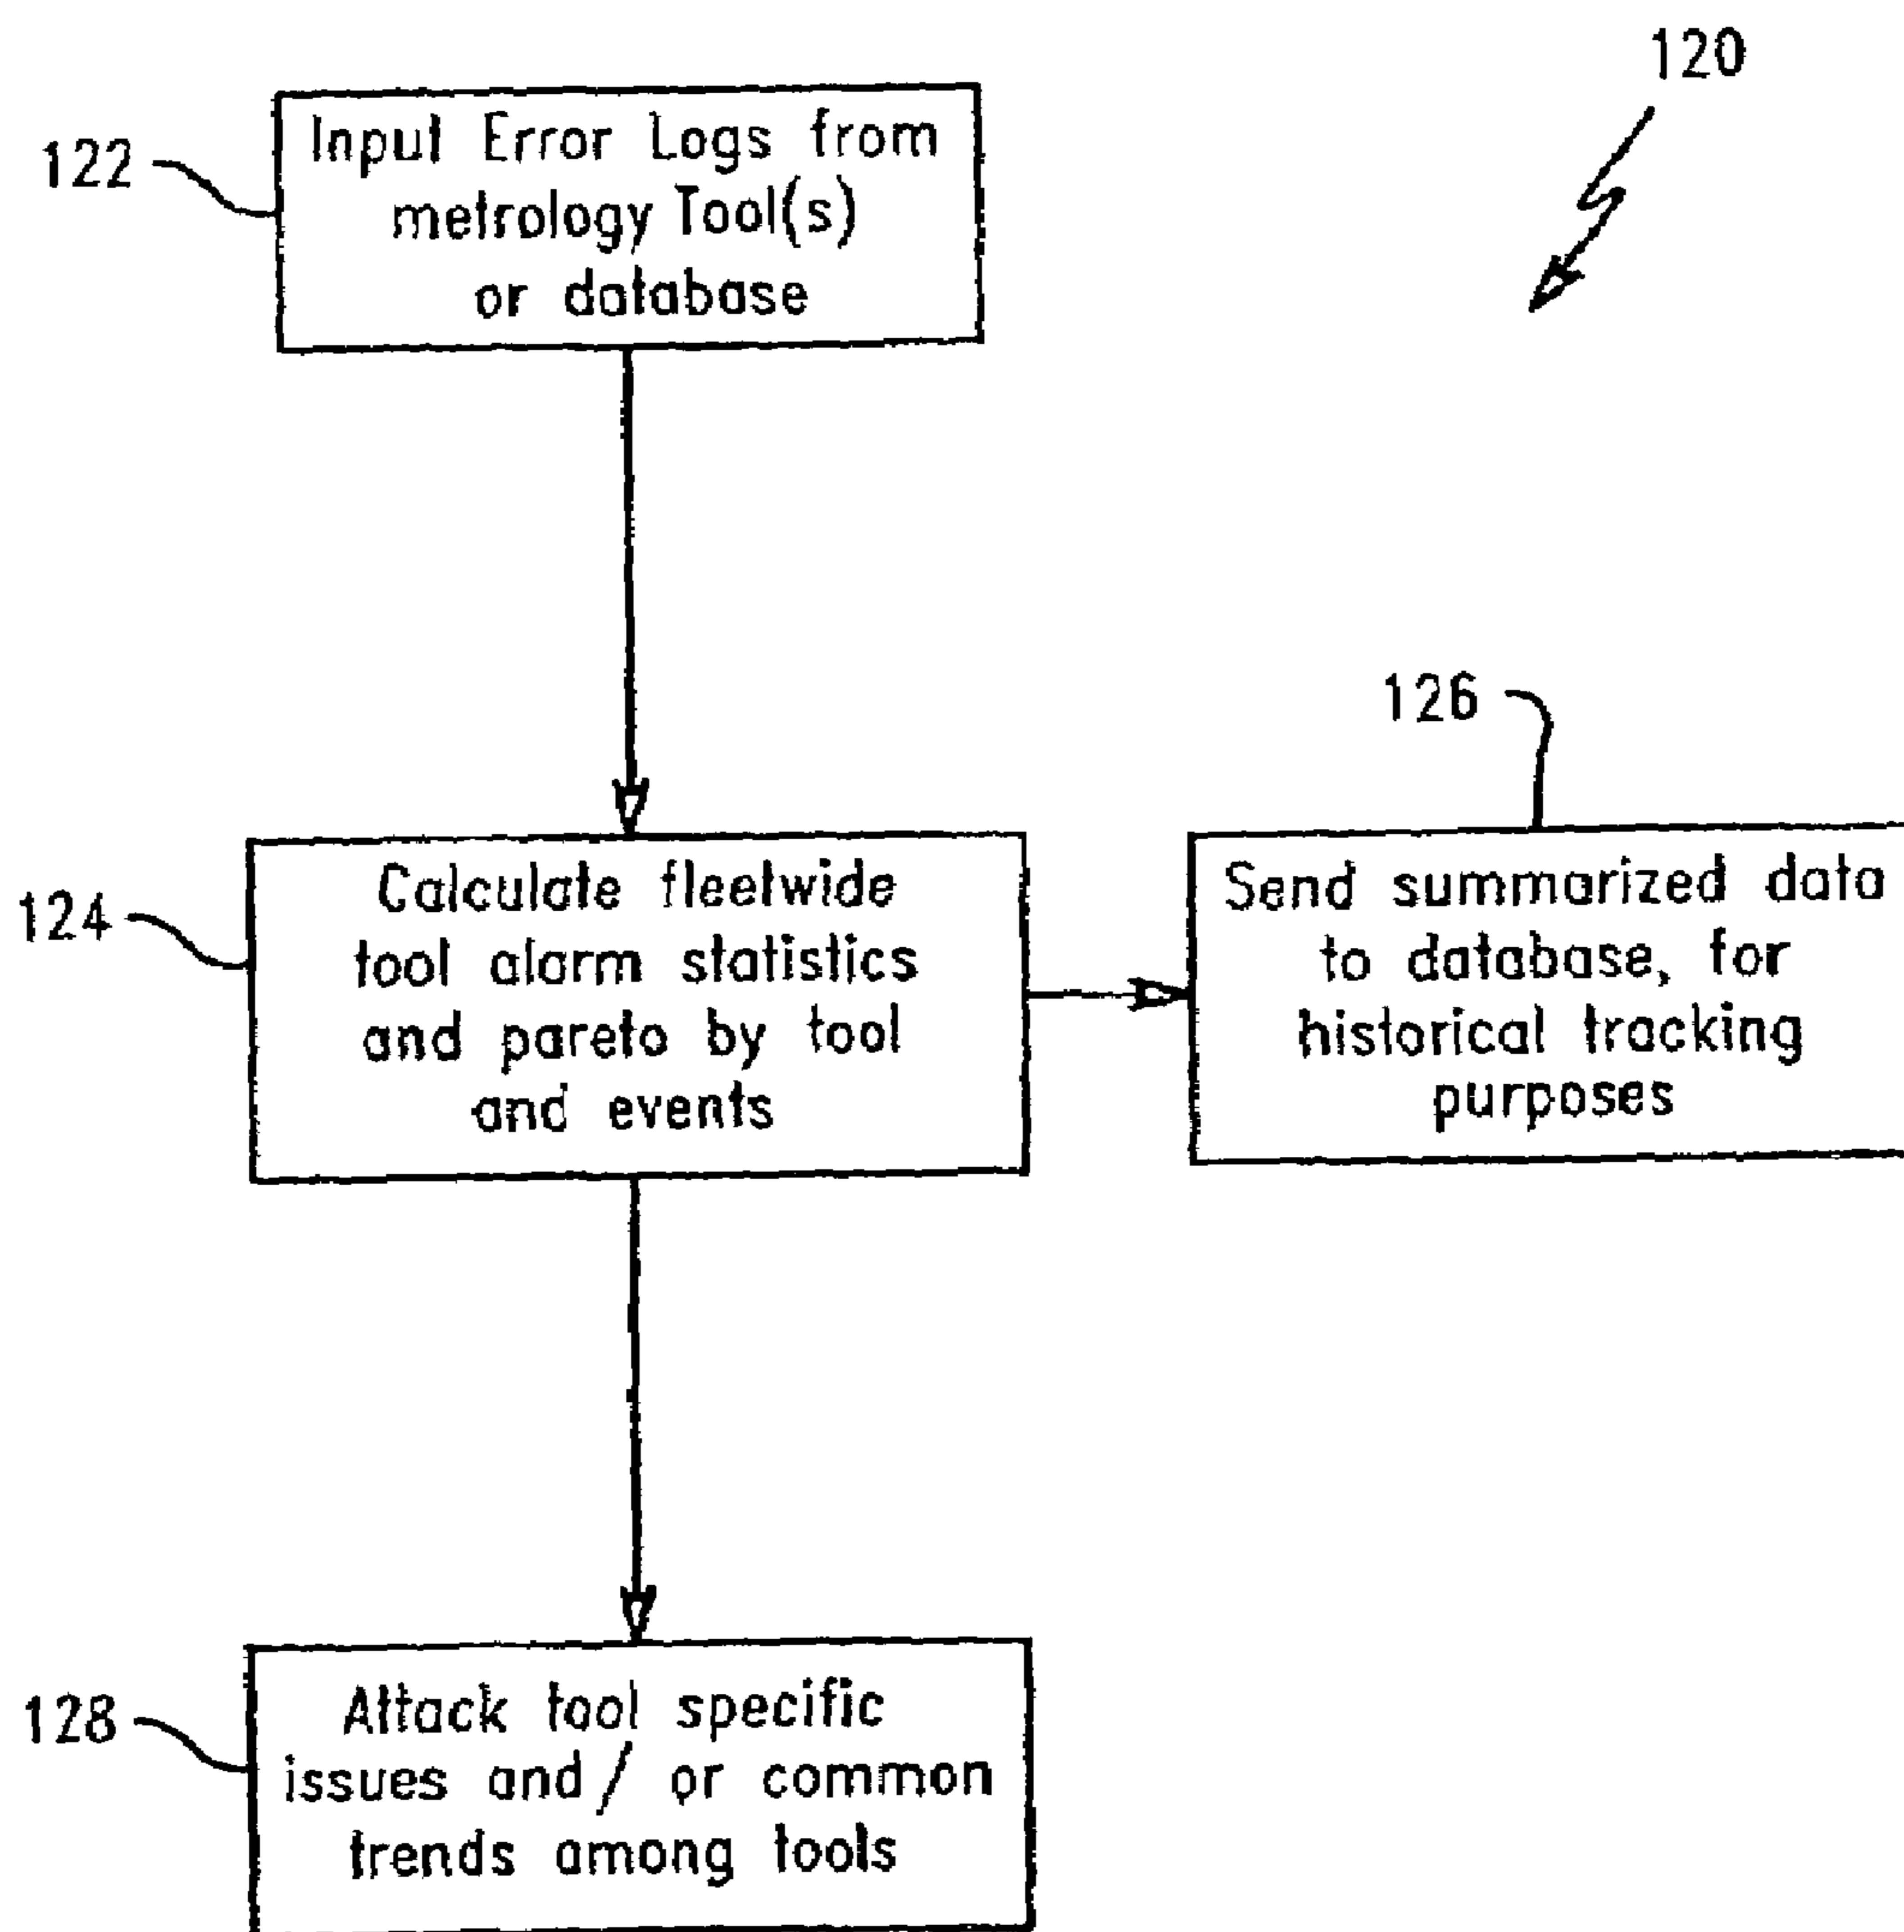 120
122
Input Error Logs from
metrology Tool(s)
or database
126
124
Calculate fleetwide
tool alarm statistics
and pareto by tool
and events
Send summarized data
to database, for
historical tracking
purposes
128
Attack tool specific
issues and/ or common
trends among tools